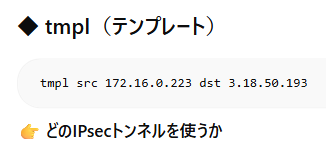 ◆ tmpl（テンプレート）
tmpl src 172.16.0.223 dst 3.18.50.193
👉 どのIPsecトンネルを使うか